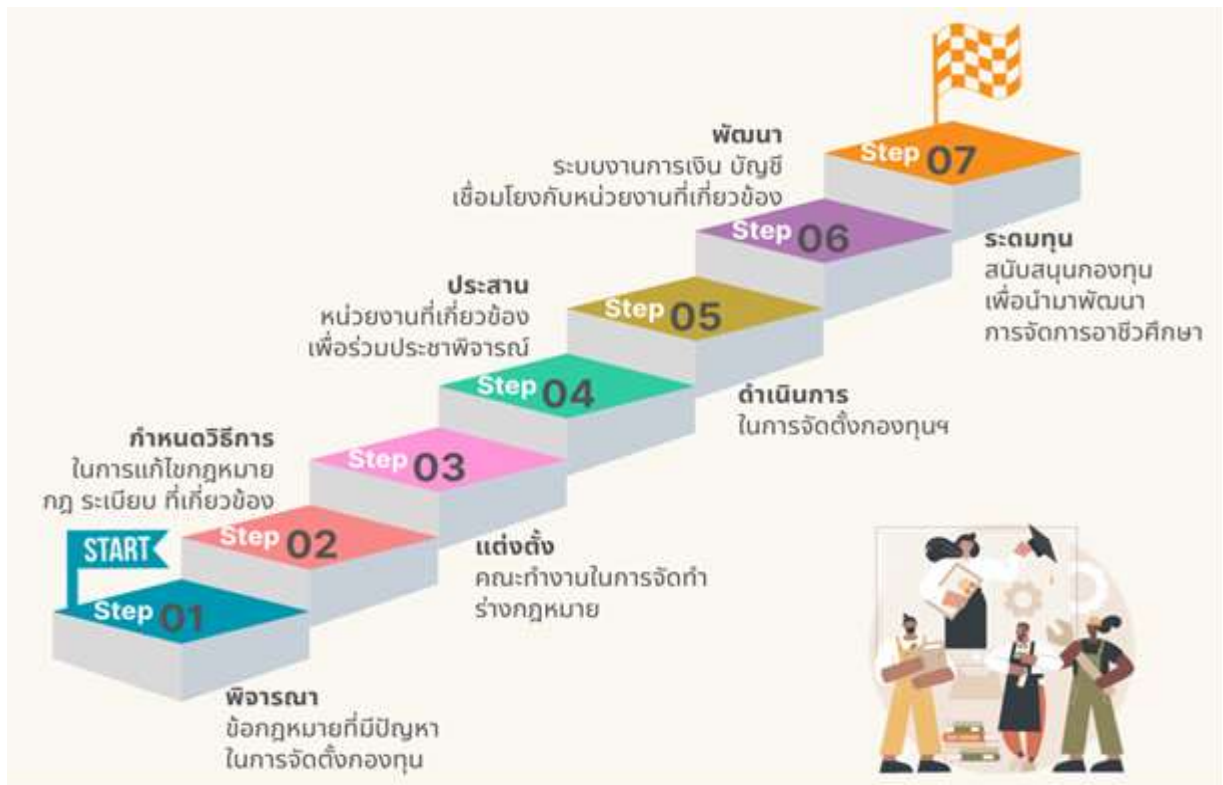 START
Step 01
พิจารณา
ข้อกฎหมายที่มีปัญหา
ในการจัดตั้งกองทุน
Step 02
กำหนดวิธีการ
ในการแก้ไขกฎหมาย
กฎ ระเบียบ ที่เกี่ยวข้อง
Step 03
แต่งตั้ง
คณะทำงานในการจัดทำ
ร่างกฎหมาย
Step 04
ประสาน
หน่วยงานที่เกี่ยวข้อง
เพื่อร่วมประชาพิจารณ์
Step 05
ดำเนินการ
ในการจัดตั้งกองทุนฯ
Step 06
พัฒนา
ระบบงานการเงิน บัญชี
เชื่อมโยงกับหน่วยงานที่เกี่ยวข้อง
Step 07
ระดมทุน
สนับสนุนกองทุน
เพื่อนำมาพัฒนา
การจัดการอาชีวศึกษา